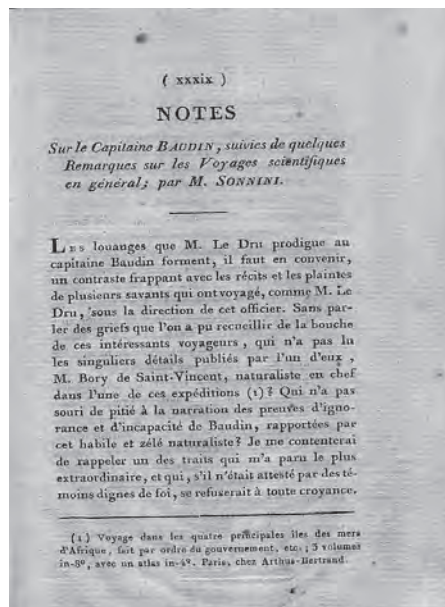 ( xxxix )
NOTES
Sur le Capitaine BAUDIN, suivies de quelques
Remarques sur les Voyages scientifiques
en général; par M. SONNINI.
LES louanges que M. Le Dru prodigue au
capitaine Baudin forment, il faut en convenir,
un contraste frappant avec les récits et les plaintes
de plusieurs savants qui ont voyagé, comme M. Le
Dru, sous la direction de cet officier. Sans par-
ler des griefs que l'on a pu recueillir de la bouche
de ces intéressants voyageurs, qui n'a pas lu
les singuliers détails publiés par l'un d'eux,
M. Bory de Saint-Vincent, naturaliste en chef
dans l'une de ces expéditions (1)? Qui n'a pas
souri de pitié à la narration des preuves d'igno-
rance et d'incapacité de Baudin, rapportées par
cet habile et zélé naturaliste? Je me contenterai
de rappeler un des traits qui m'a paru le plus
extraordinaire, et qui, s'il n'était attesté par des té-
moins dignes de foi, se refuserait à toute croyance.
(1) Voyage dans les quatre principales îles des mers
d'Afrique, fait par ordre du gouvernement, etc.; 3 volumes
in-8º, avec un atlas in-4º. Paris, chez Arthus-Bertrand.